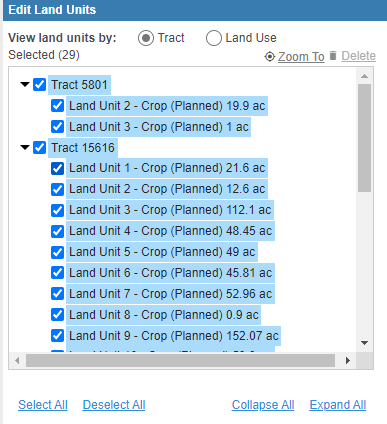 Edit Land Units
View land units by: Tract Land Use
Selected (29) Zoom To Delete
Tract 5801
Land Unit 2 - Crop (Planned) 19.9 ac
Land Unit 3 - Crop (Planned) 1 ac
Tract 15616
Land Unit 1 - Crop (Planned) 21.6 ac
Land Unit 2 - Crop (Planned) 12.6 ac
Land Unit 3 - Crop (Planned) 112.1 ac
Land Unit 4 - Crop (Planned) 48.45 ac
Land Unit 5 - Crop (Planned) 49 ac
Land Unit 6 - Crop (Planned) 45.81 ac
Land Unit 7 - Crop (Planned) 52.96 ac
Land Unit 8 - Crop (Planned) 0.9 ac
Land Unit 9 - Crop (Planned) 152.07 ac
Select All Deselect All Collapse All Expand All